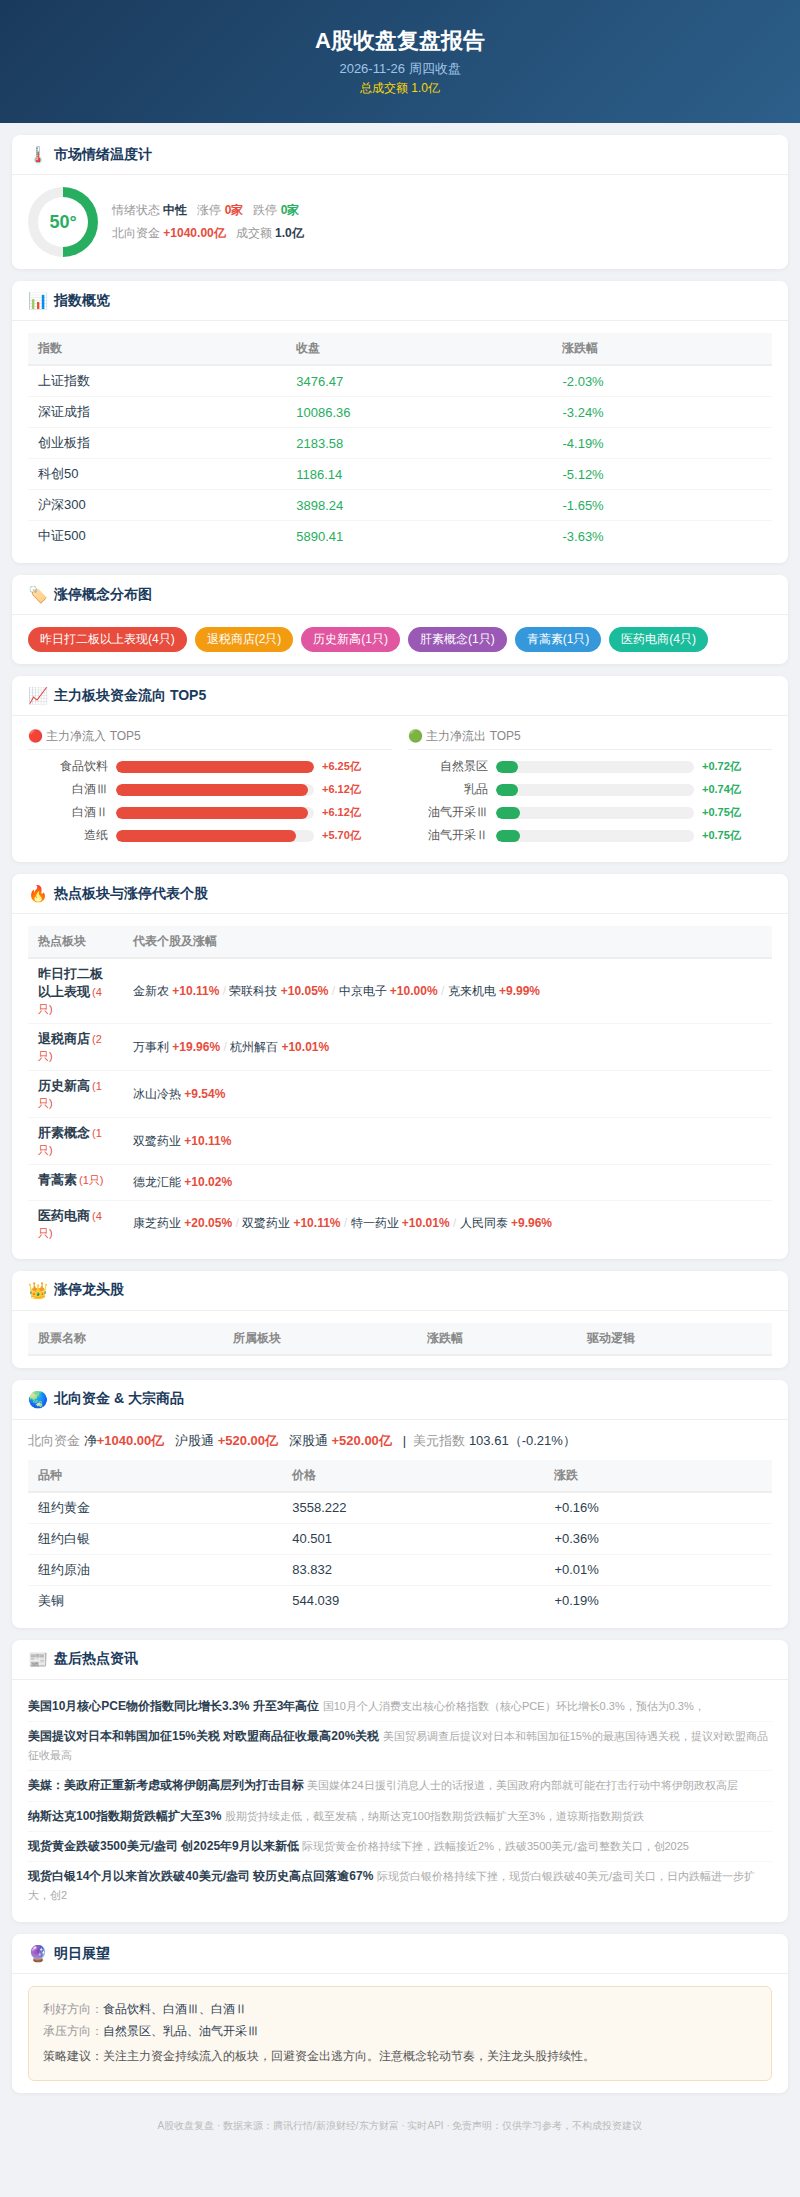 A股收盘复盘报告
2026-11-26 周四收盘
总成交额 1.0亿
🌡️ 市场情绪温度计
50°
情绪状态 中性 涨停 0家 跌停 0家
北向资金 +1040.00亿 成交额 1.0亿
📊 指数概览
指数 收盘 涨跌幅
上证指数 3476.47 -2.03%
深证成指 10086.36 -3.24%
创业板指 2183.58 -4.19%
科创50 1186.14 -5.12%
沪深300 3898.24 -1.65%
中证500 5890.41 -3.63%
🏷️ 涨停概念分布图
昨日打二板以上表现(4只) 退税商店(2只) 历史新高(1只) 肝素概念(1只) 青蒿素(1只) 医药电商(4只)
📈 主力板块资金流向 TOP5
🔴 主力净流入 TOP5
食品饮料 +6.25亿
白酒Ⅲ +6.12亿
白酒Ⅱ +6.12亿
造纸 +5.70亿
🟢 主力净流出 TOP5
自然景区 +0.72亿
乳品 +0.74亿
油气开采Ⅲ +0.75亿
油气开采Ⅱ +0.75亿
🔥 热点板块与涨停代表个股
热点板块 代表个股及涨幅
昨日打二板
以上表现 (4
只)
金新农 +10.11% / 荣联科技 +10.05% / 中京电子 +10.00% / 克来机电 +9.99%
退税商店 (2
只)
万事利 +19.96% / 杭州解百 +10.01%
历史新高 (1
只)
冰山冷热 +9.54%
肝素概念 (1
只)
双鹭药业 +10.11%
青蒿素 (1只) 德龙汇能 +10.02%
医药电商 (4
只)
康芝药业 +20.05% / 双鹭药业 +10.11% / 特一药业 +10.01% / 人民同泰 +9.96%
👑 涨停龙头股
股票名称 所属板块 涨跌幅 驱动逻辑
🌏 北向资金 & 大宗商品
北向资金 净+1040.00亿 沪股通 +520.00亿 深股通 +520.00亿 | 美元指数 103.61（-0.21%）
品种 价格 涨跌
纽约黄金 3558.222 +0.16%
纽约白银 40.501 +0.36%
纽约原油 83.832 +0.01%
美铜 544.039 +0.19%
📰 盘后热点资讯
美国10月核心PCE物价指数同比增长3.3% 升至3年高位 国10月个人消费支出核心价格指数（核心PCE）环比增长0.3%，预估为0.3%，
美国提议对日本和韩国加征15%关税 对欧盟商品征收最高20%关税 美国贸易调查后提议对日本和韩国加征15%的最惠国待遇关税，提议对欧盟商品
征收最高
美媒：美政府正重新考虑或将伊朗高层列为打击目标 美国媒体24日援引消息人士的话报道，美国政府内部就可能在打击行动中将伊朗政权高层
纳斯达克100指数期货跌幅扩大至3% 股期货持续走低，截至发稿，纳斯达克100指数期货跌幅扩大至3%，道琼斯指数期货跌
现货黄金跌破3500美元/盎司 创2025年9月以来新低 际现货黄金价格持续下挫，跌幅接近2%，跌破3500美元/盎司整数关口，创2025
现货白银14个月以来首次跌破40美元/盎司 较历史高点回落逾67% 际现货白银价格持续下挫，现货白银跌破40美元/盎司关口，日内跌幅进一步扩
大，创2
🔮 明日展望
利好方向：食品饮料、白酒Ⅲ、白酒Ⅱ
承压方向：自然景区、乳品、油气开采Ⅲ
策略建议：关注主力资金持续流入的板块，回避资金出逃方向。注意概念轮动节奏，关注龙头股持续性。
A股收盘复盘 · 数据来源：腾讯行情/新浪财经/东方财富 · 实时API · 免责声明：仅供学习参考，不构成投资建议